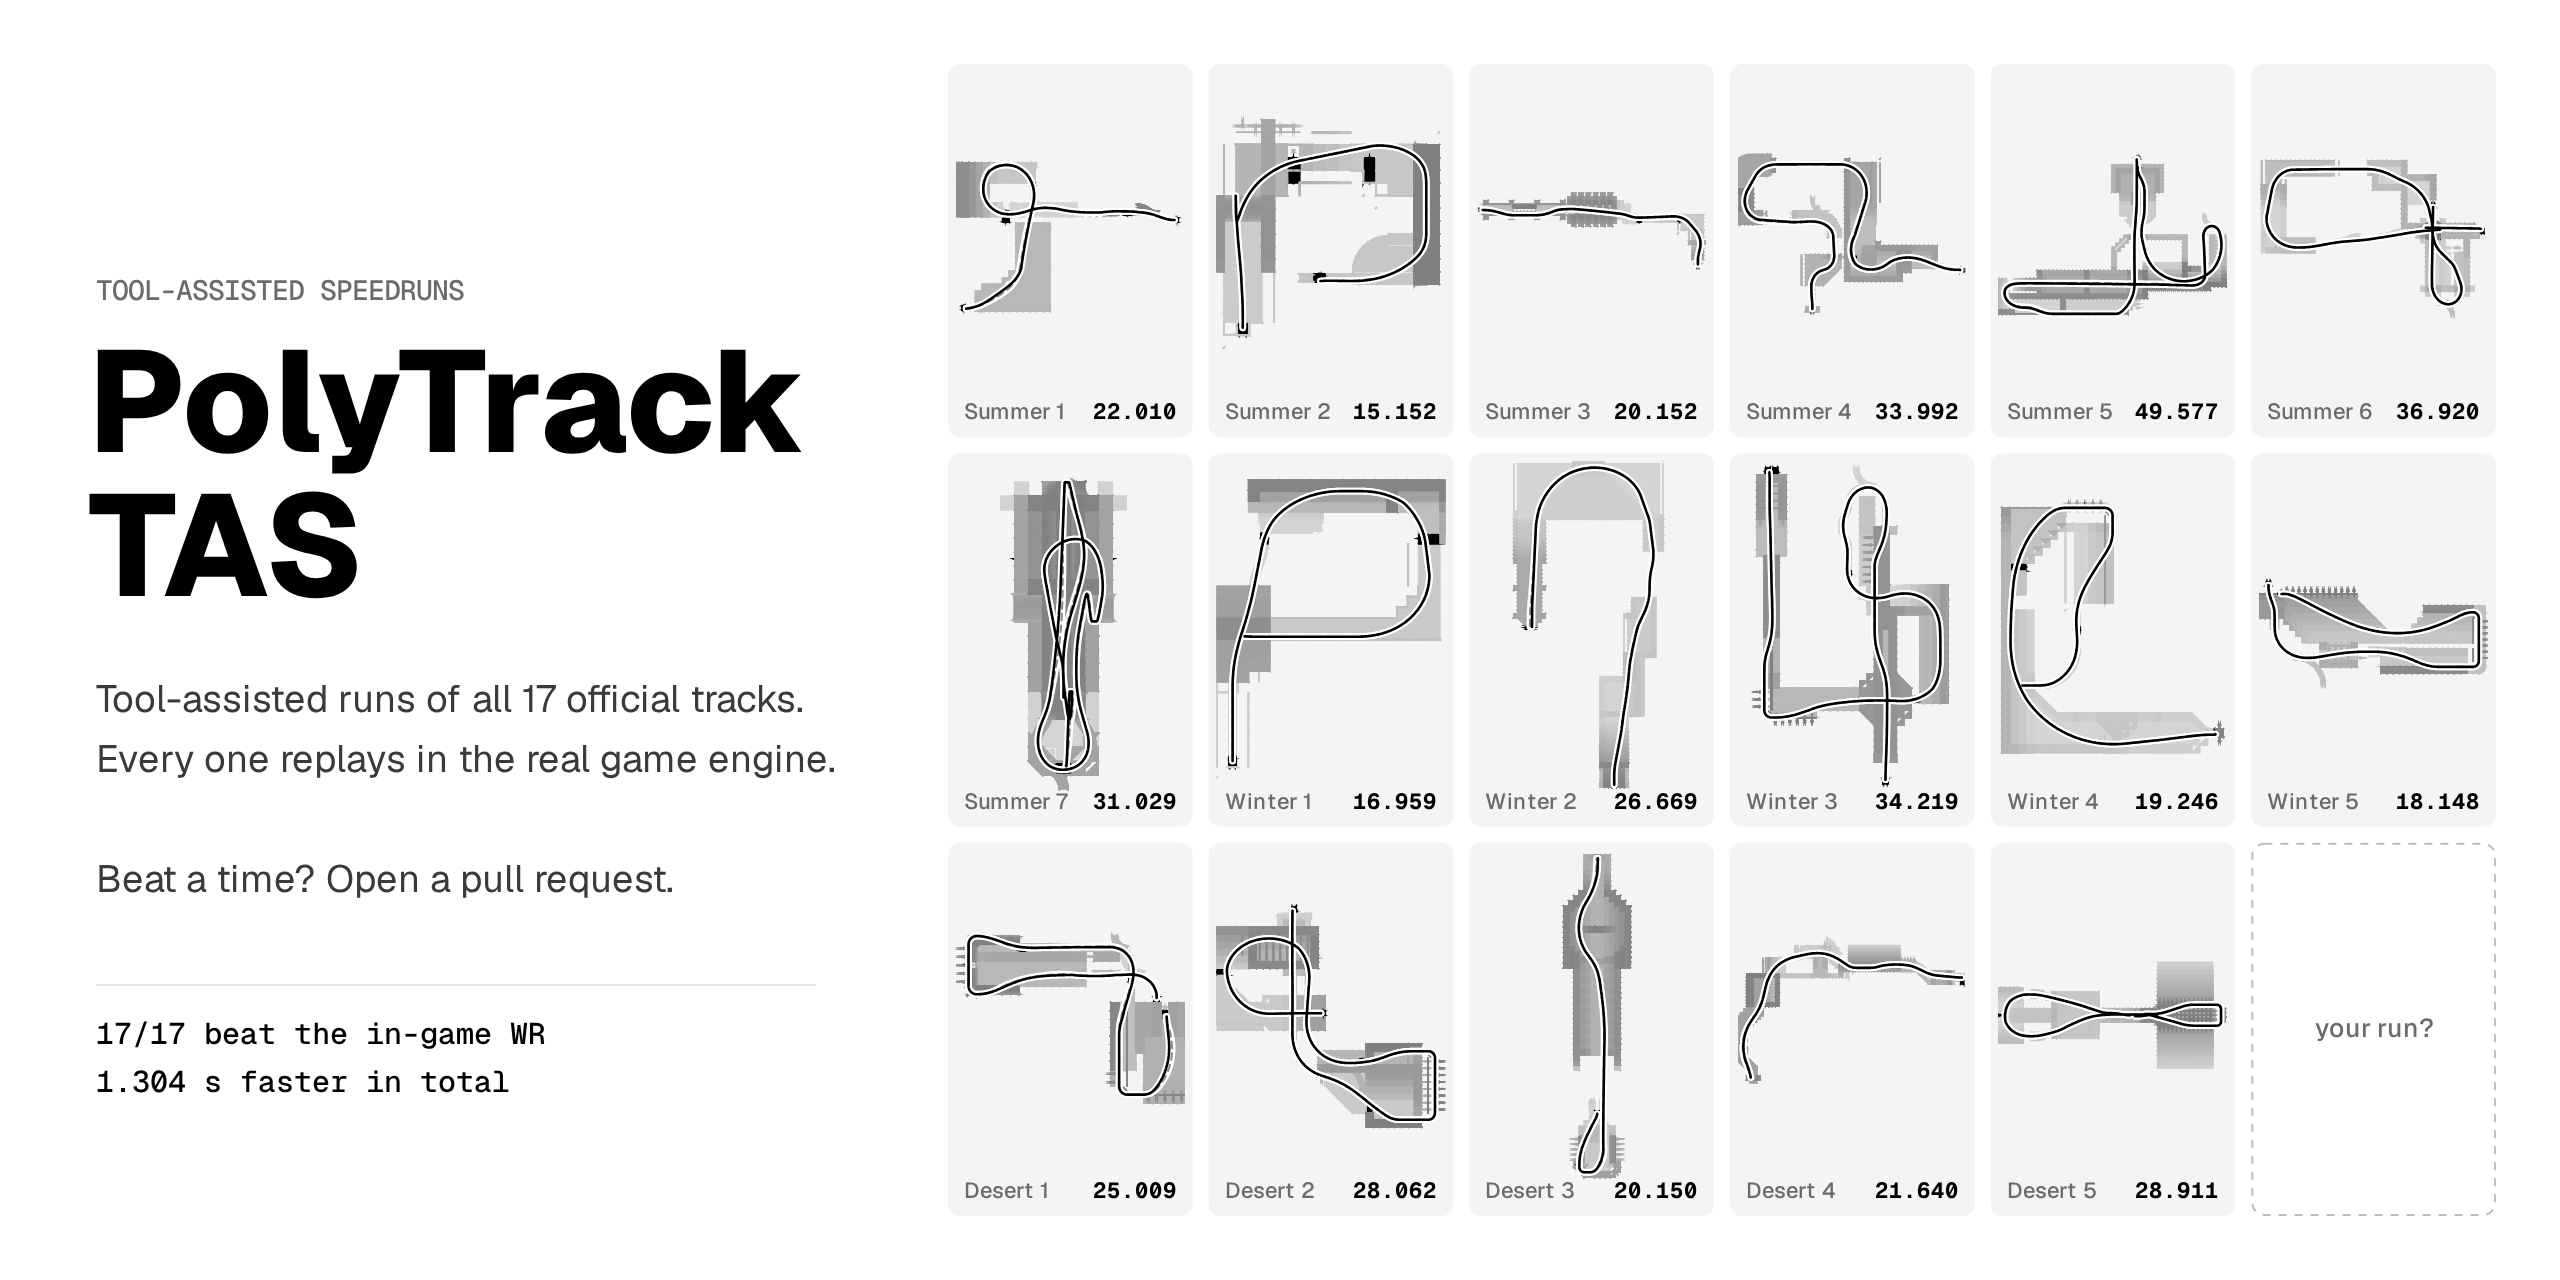 TOOL-ASSISTED SPEEDRUNS
PolyTrack
TAS
Tool-assisted runs of all 17 official tracks.
Every one replays in the real game engine.
Beat a time? Open a pull request.
17/17 beat the in-game WR
1.304 s faster in total
Summer 1 22.010
Summer 2 15.152
Summer 3 20.152
Summer 4 33.992
Summer 5 49.577
Summer 6 36.920
Summer 7 31.029
Winter 1 16.959
Winter 2 26.669
Winter 3 34.219
Winter 4 19.246
Winter 5 18.148
Desert 1 25.009
Desert 2 28.062
Desert 3 20.150
Desert 4 21.640
Desert 5 28.911
your run?